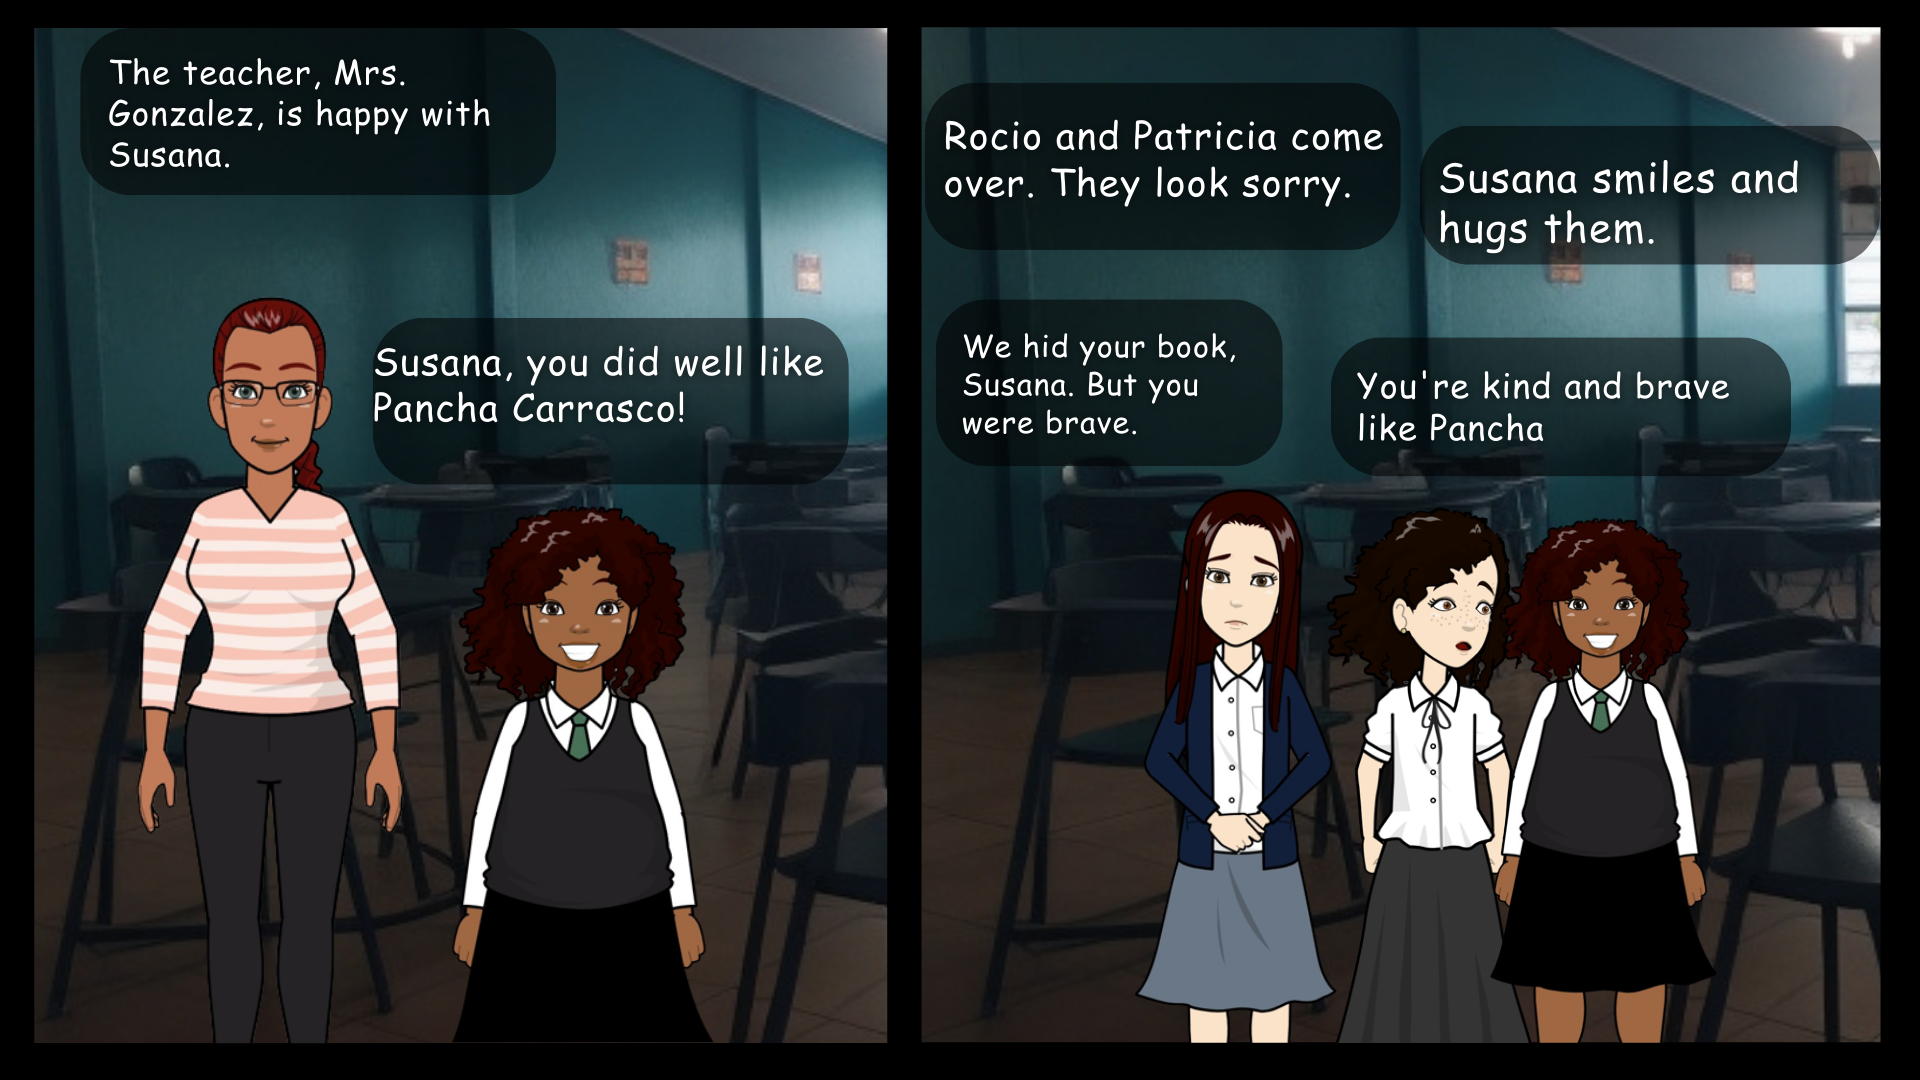 The teacher, Mrs.
Gonzalez, is happy with
Susana.
Susana, you did well like
Pancha Carrasco!
Rocio and Patricia come
over. They look sorry.
Susana smiles and
hugs them.
We hid your book,
Susana. But you
were brave.
You're kind and brave
like Pancha